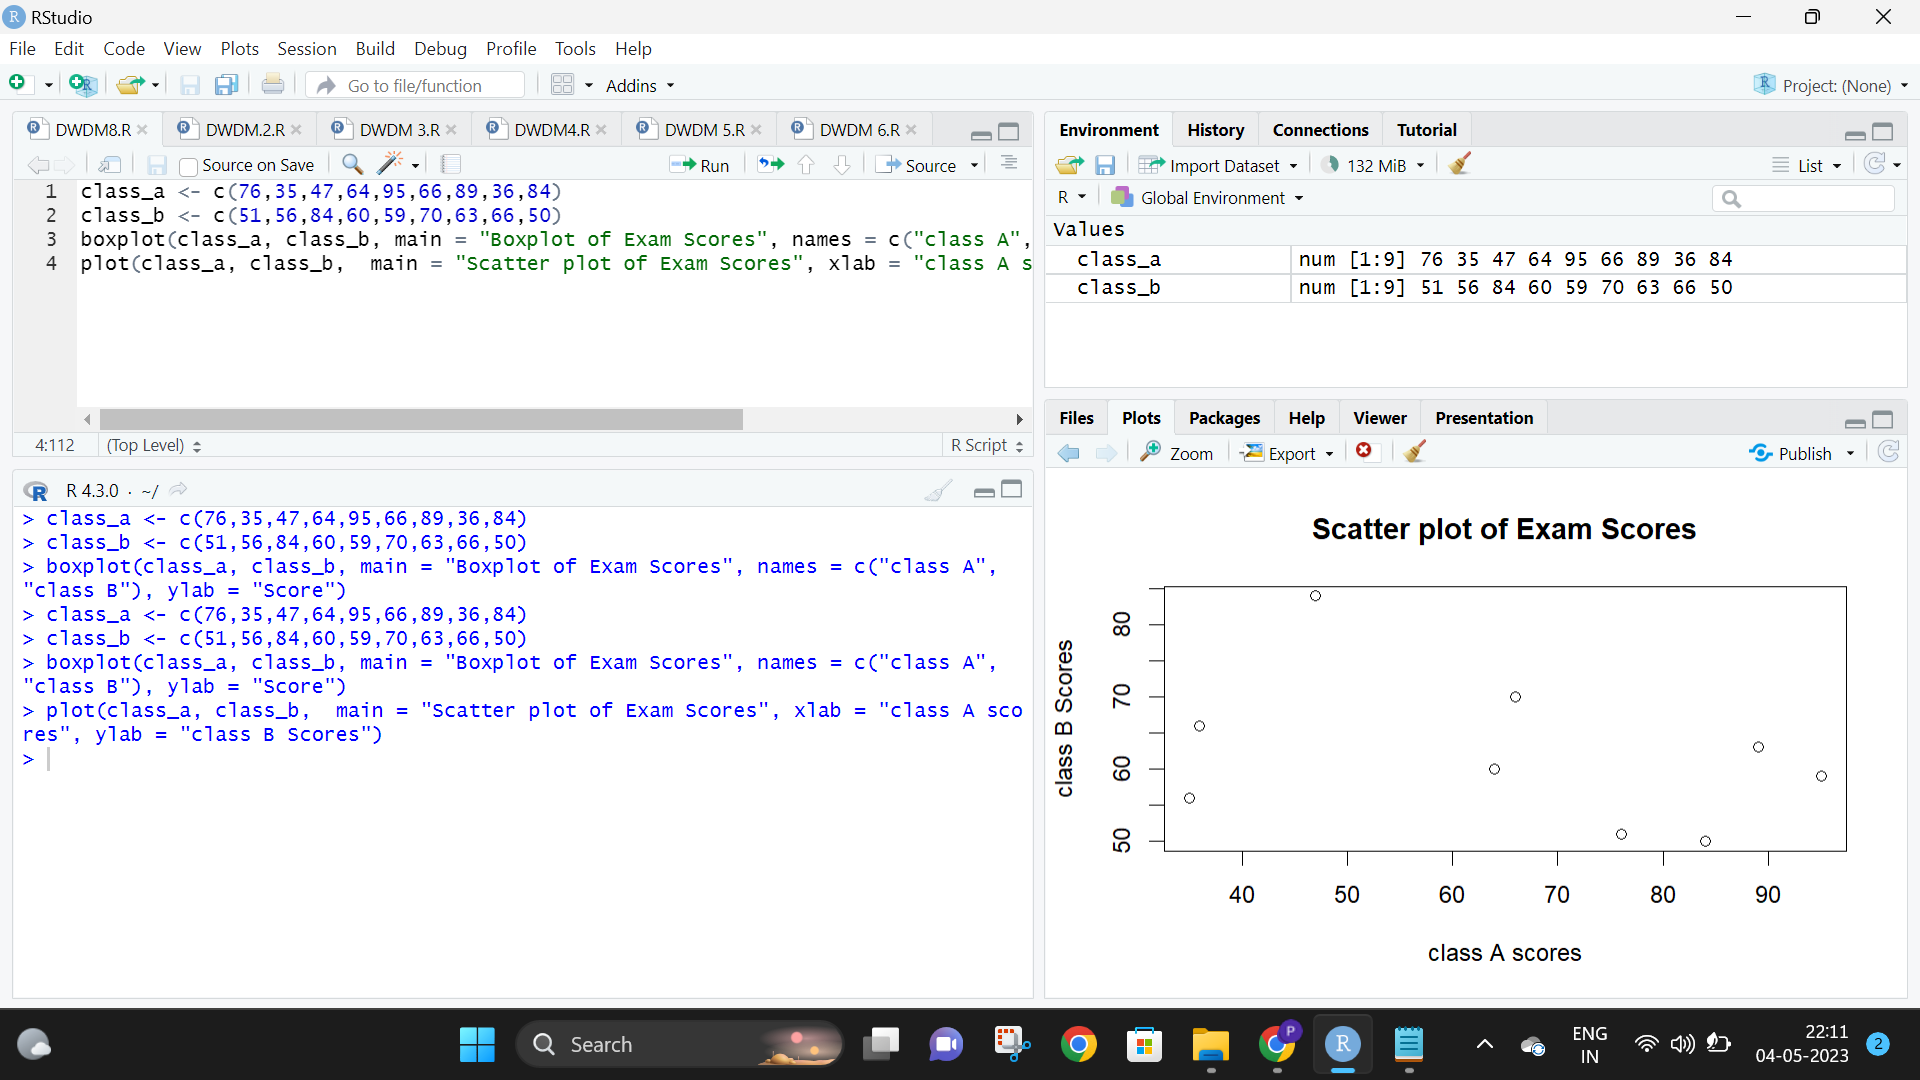 RStudio
File Edit Code View Plots Session Build Debug Profile Tools Help
Go to file/function Addins Project: (None)
DWDM8.R DWDM.2.R DWDM 3.R DWDM4.R DWDM 5.R DWDM 6.R
Source on Save Run Source
1 class_a <- c(76,35,47,64,95,66,89,36,84)
2 class_b <- c(51,56,84,60,59,70,63,66,50)
3 boxplot(class_a, class_b, main = "Boxplot of Exam Scores", names = c("class A",
4 plot(class_a, class_b,  main = "Scatter plot of Exam Scores", xlab = "class A s
4:112 (Top Level) R Script
R 4.3.0 · ~/
> class_a <- c(76,35,47,64,95,66,89,36,84)
> class_b <- c(51,56,84,60,59,70,63,66,50)
> boxplot(class_a, class_b, main = "Boxplot of Exam Scores", names = c("class A",
"class B"), ylab = "Score")
> class_a <- c(76,35,47,64,95,66,89,36,84)
> class_b <- c(51,56,84,60,59,70,63,66,50)
> boxplot(class_a, class_b, main = "Boxplot of Exam Scores", names = c("class A",
"class B"), ylab = "Score")
> plot(class_a, class_b,  main = "Scatter plot of Exam Scores", xlab = "class A sco
res", ylab = "class B Scores")
>
Environment History Connections Tutorial
Import Dataset 132 MiB List
R Global Environment
Values
class_a num [1:9] 76 35 47 64 95 66 89 36 84
class_b num [1:9] 51 56 84 60 59 70 63 66 50
Files Plots Packages Help Viewer Presentation
Zoom Export Publish
Scatter plot of Exam Scores
class B Scores
80
70
60
50
40 50 60 70 80 90
class A scores
Search
P
R
ENG
IN
22:11
04-05-2023
2